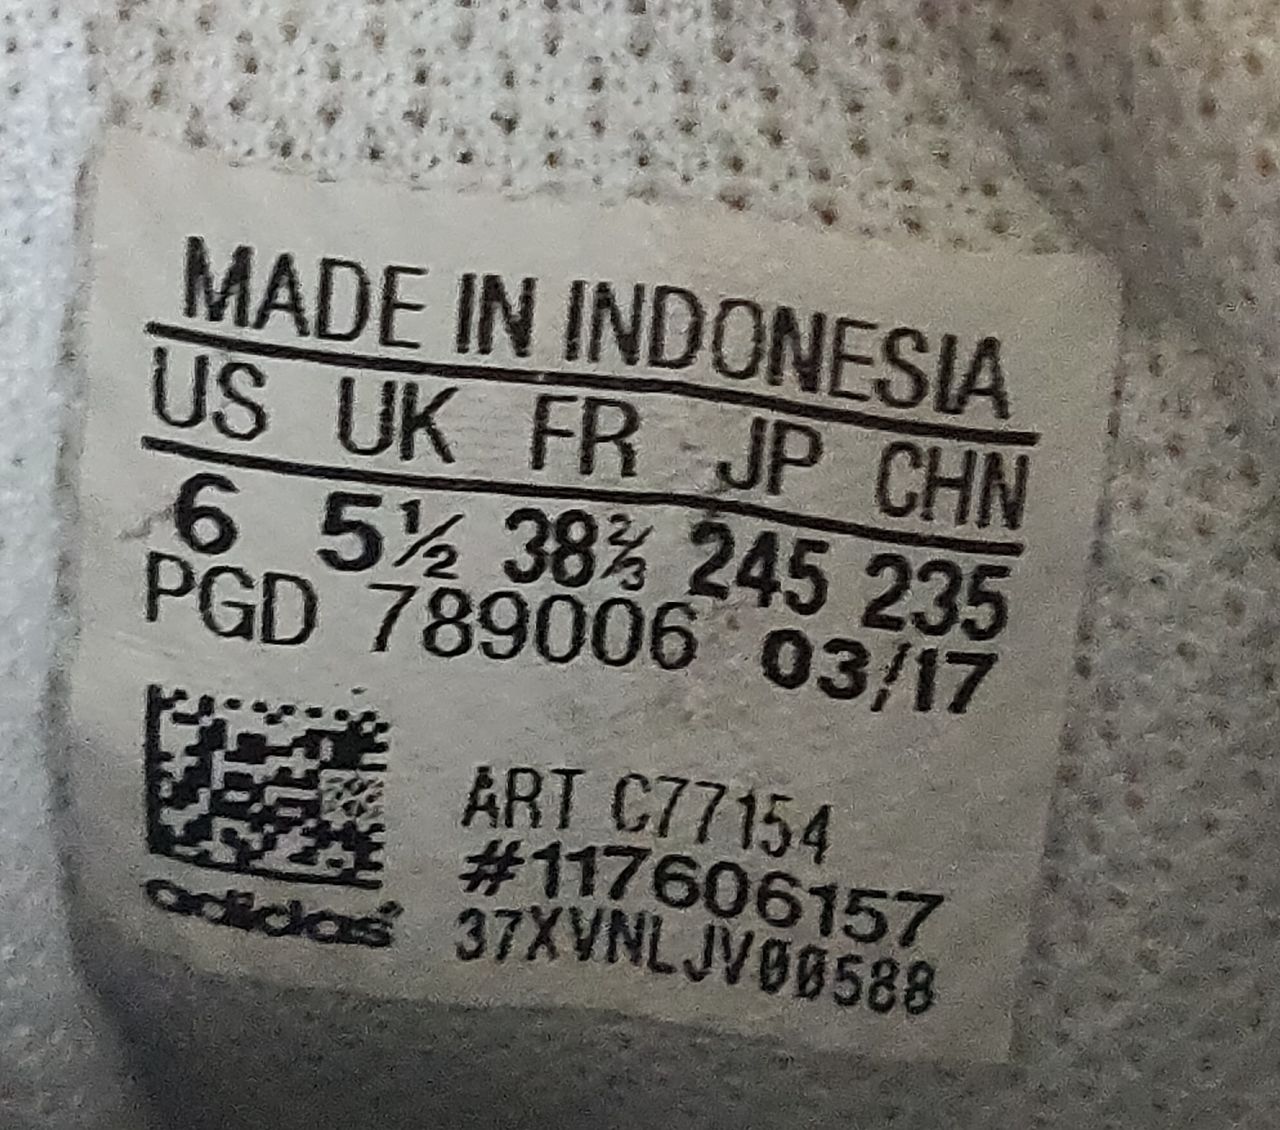 MADE IN INDONESIA
US UK FR JP CHN
6 5½ 38⅔ 245 235
PGD 789006 03/17
ART C77154
#117606157
37XVNLJV00588
adidas